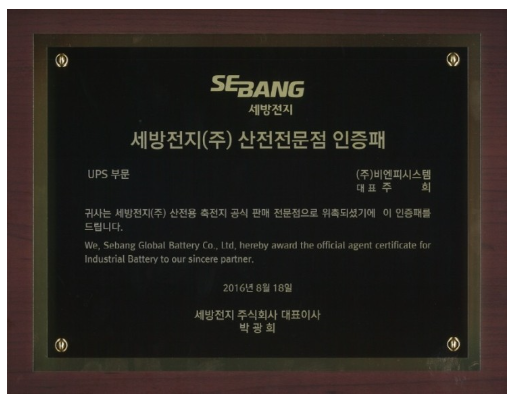 SEBANG
세방전지
세방전지(주) 산전전문점 인증패
UPS 부문
(주)비엔피시스템
대 표 주 희
귀사는 세방전지(주) 산전용 축전지 공식 판매 전문점으로 위촉되셨기에 이 인증패를
드립니다.
We, Sebang Global Battery Co., Ltd, hereby award the official agent certificate for
Industrial Battery to our sincere partner.
2016년 8월 18일
세방전지 주식회사 대표이사
박 광 희